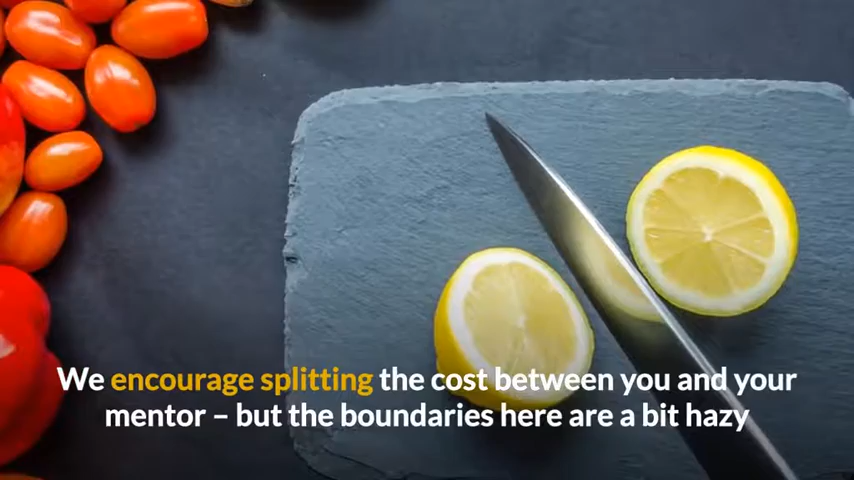 We encourage splitting the cost between you and your
mentor – but the boundaries here are a bit hazy